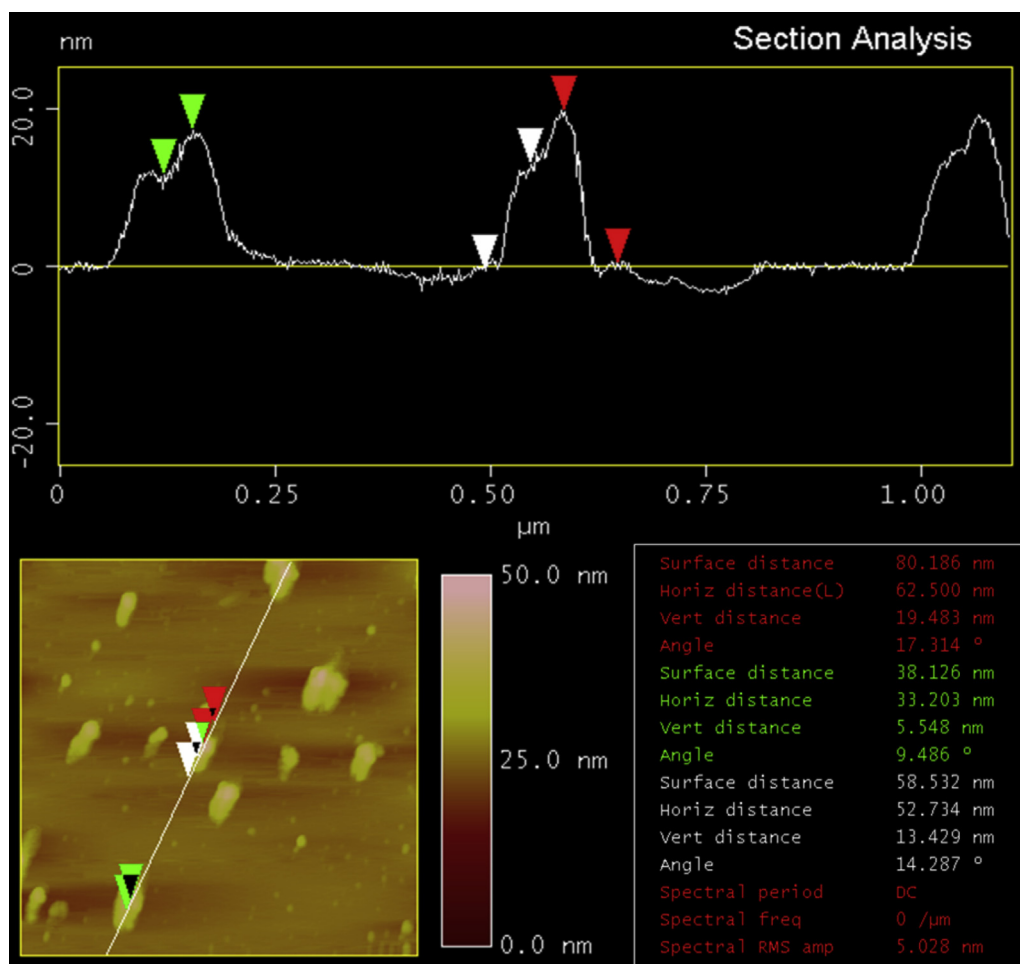 Section Analysis
nm
20.0
0
-20.0
0 0.25 0.50 0.75 1.00
µm
50.0 nm
25.0 nm
0.0 nm
Surface distance 80.186 nm
Horiz distance(L) 62.500 nm
Vert distance 19.483 nm
Angle 17.314 °
Surface distance 38.126 nm
Horiz distance 33.203 nm
Vert distance 5.548 nm
Angle 9.486 °
Surface distance 58.532 nm
Horiz distance 52.734 nm
Vert distance 13.429 nm
Angle 14.287 °
Spectral period DC
Spectral freq 0 /µm
Spectral RMS amp 5.028 nm